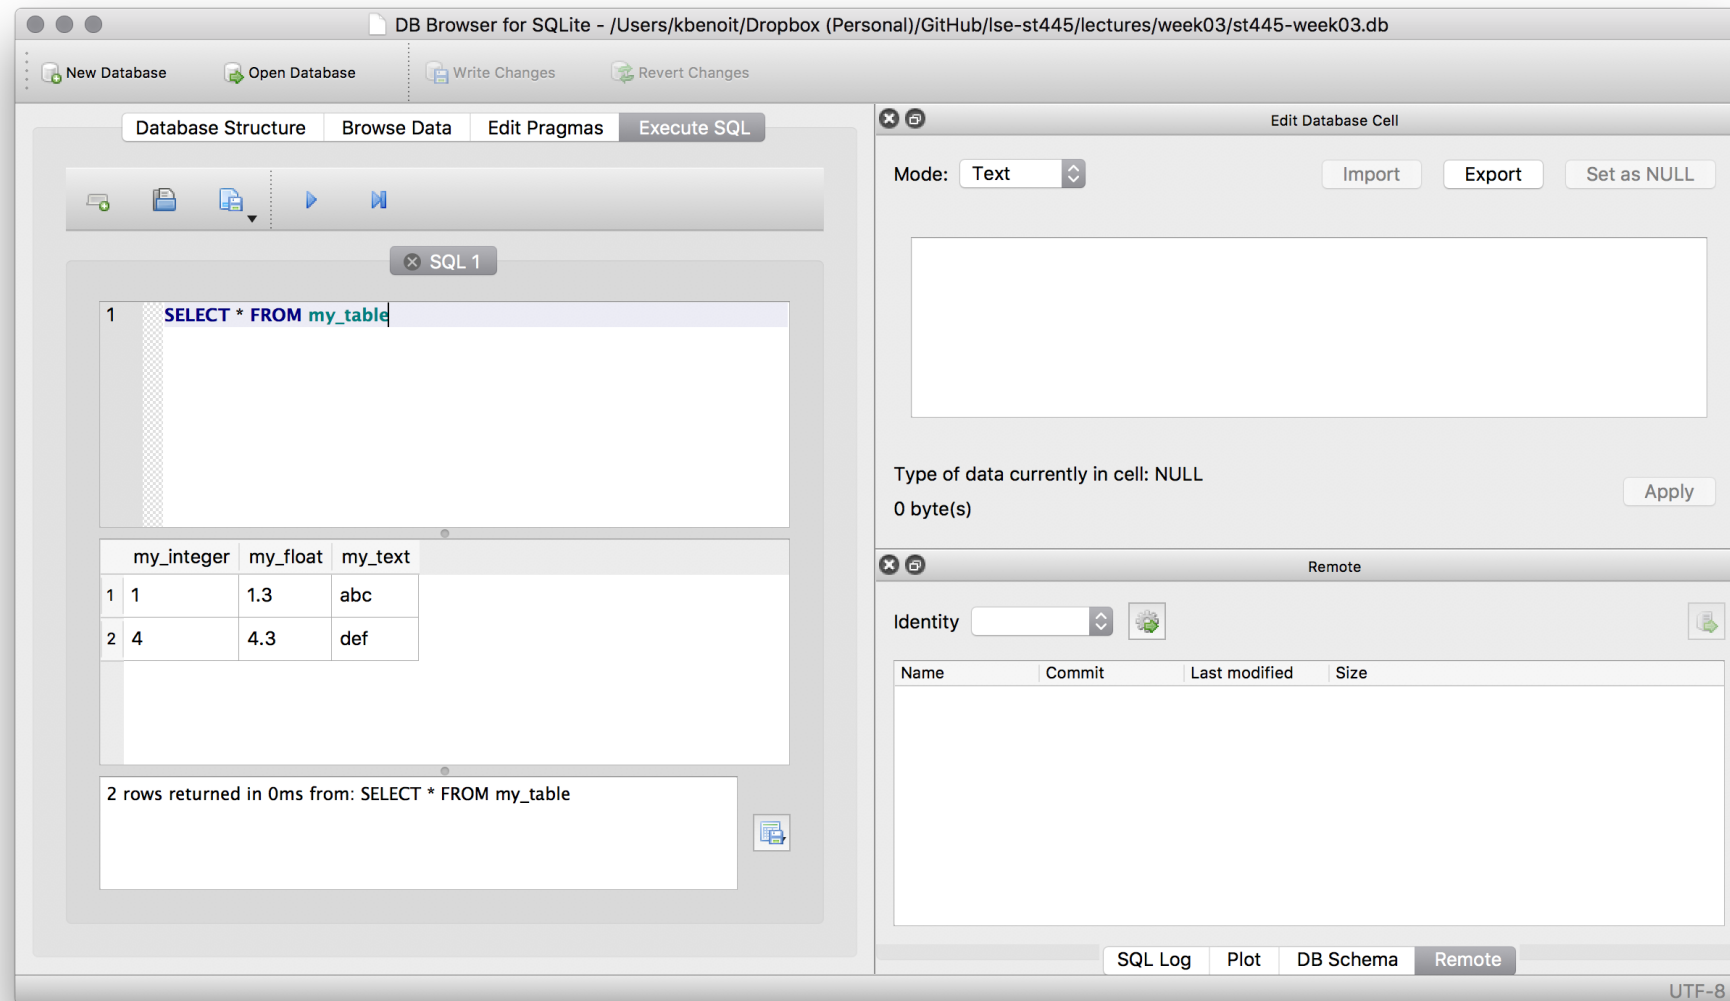 DB Browser for SQLite - /Users/kbenoit/Dropbox (Personal)/GitHub/lse-st445/lectures/week03/st445-week03.db
New Database Open Database Write Changes Revert Changes
Database Structure Browse Data Edit Pragmas Execute SQL
SQL 1
1 SELECT * FROM my_table
my_integer my_float my_text
1 1 1.3 abc
2 4 4.3 def
2 rows returned in 0ms from: SELECT * FROM my_table
Edit Database Cell
Mode: Text Import Export Set as NULL
Type of data currently in cell: NULL
0 byte(s)
Apply
Remote
Identity
Name Commit Last modified Size
SQL Log Plot DB Schema Remote
UTF-8